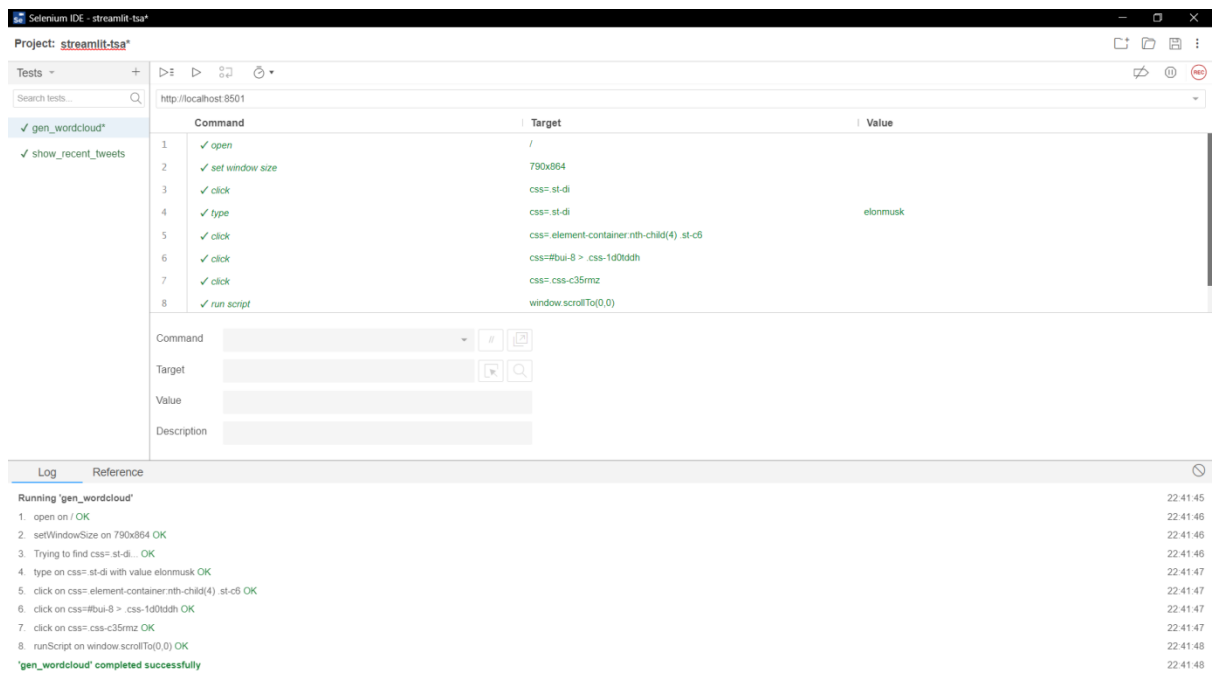 Selenium IDE - streamlit-tsa*
Project: streamlit-tsa*
Tests
Search tests...
http://localhost:8501
✓ gen_wordcloud*
✓ show_recent_tweets
Command Target Value
1 ✓ open /
2 ✓ set window size 790x864
3 ✓ click css=.st-di
4 ✓ type css=.st-di elonmusk
5 ✓ click css=.element-container:nth-child(4) .st-c6
6 ✓ click css=#bui-8 > .css-1d0tddh
7 ✓ click css=.css-c35rmz
8 ✓ run script window.scrollTo(0,0)
Command //
Target
Value
Description
Log Reference
Running 'gen_wordcloud' 22:41:45
1. open on / OK 22:41:46
2. setWindowSize on 790x864 OK 22:41:46
3. Trying to find css=.st-di... OK 22:41:46
4. type on css=.st-di with value elonmusk OK 22:41:47
5. click on css=.element-container:nth-child(4) .st-c6 OK 22:41:47
6. click on css=#bui-8 > .css-1d0tddh OK 22:41:47
7. click on css=.css-c35rmz OK 22:41:47
8. runScript on window.scrollTo(0,0) OK 22:41:48
'gen_wordcloud' completed successfully 22:41:48
Se
REC